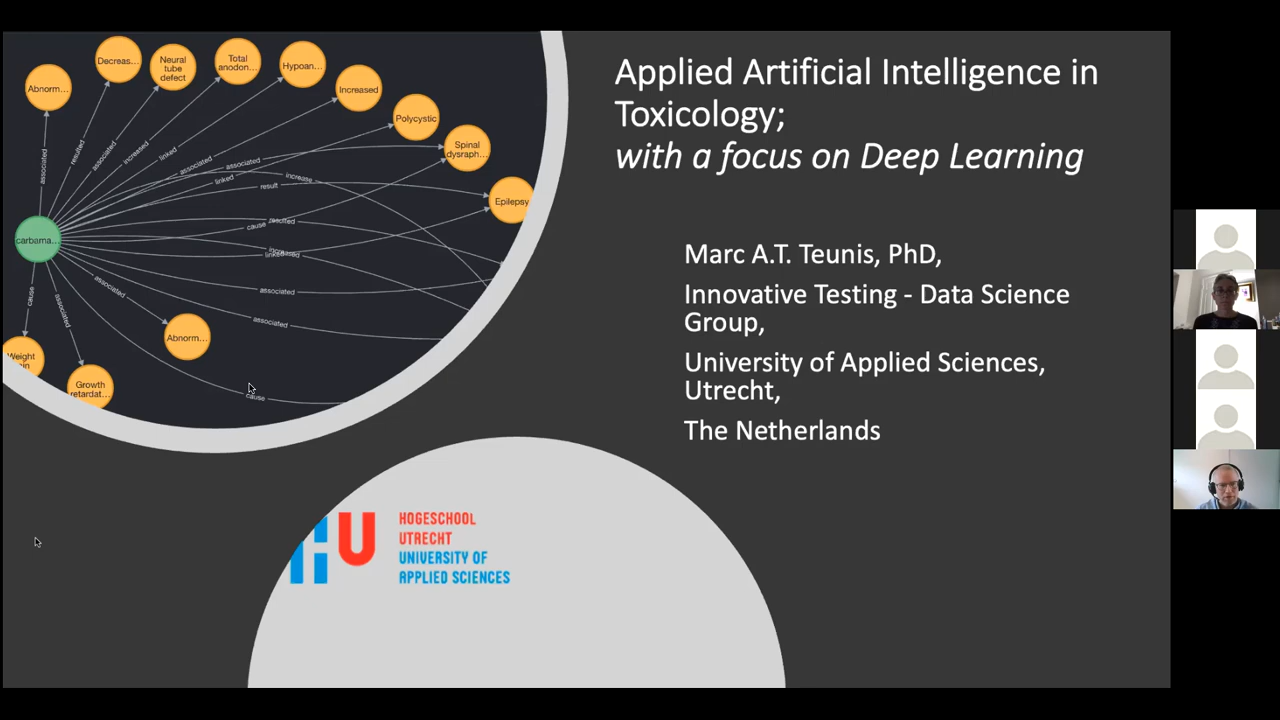 Applied Artificial Intelligence in
Toxicology;
with a focus on Deep Learning
Marc A.T. Teunis, PhD,
Innovative Testing - Data Science
Group,
University of Applied Sciences,
Utrecht,
The Netherlands
Abnorm...
Decreas...
Neural
tube
defect
Total
anodon...
Hypoan...
Increased
Polycystic
Spinal
dysraph...
Epilepsy
carbama...
Abnorm...
Weight
Growth
retardat...
associated
resulted
associated
increased
linked
associated
associated
linked
result
increase
cause
resulted
associated
associated
cause
associated
associated
cause
HU
HOGESCHOOL
UTRECHT
UNIVERSITY OF
APPLIED SCIENCES